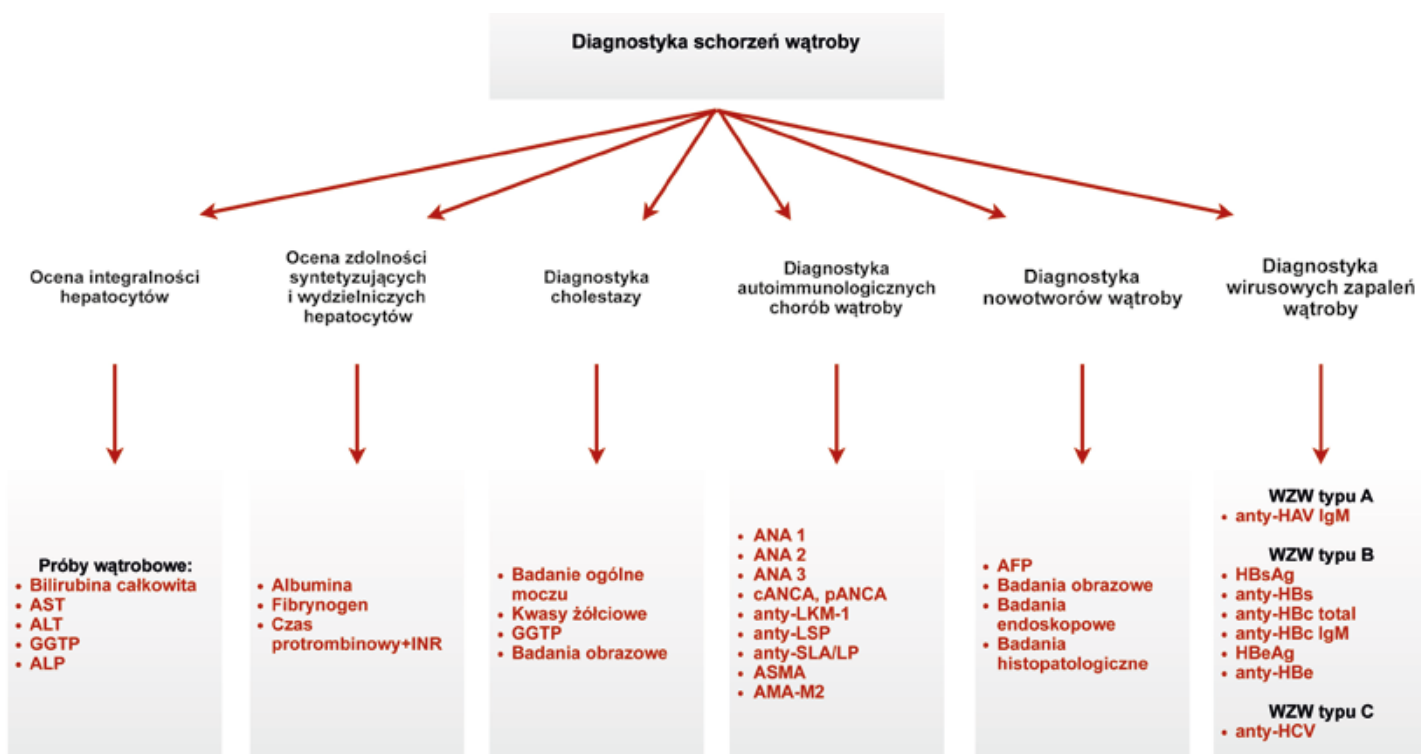 Diagnostyka schorzeń wątroby
Ocena integralności
hepatocytów
Ocena zdolności
syntetyzujących
i wydzielniczych
hepatocytów
Diagnostyka
cholestazy
Diagnostyka
autoimmunologicznych
chorób wątroby
Diagnostyka
nowotworów wątroby
Diagnostyka
wirusowych zapaleń
wątroby
Próby wątrobowe:
• Bilirubina całkowita
• AST
• ALT
• GGTP
• ALP
• Albumina
• Fibrynogen
• Czas
protrombinowy+INR
• Badanie ogólne
moczu
• Kwasy żółciowe
• GGTP
• Badania obrazowe
• ANA 1
• ANA 2
• ANA 3
• cANCA, pANCA
• anty-LKM-1
• anty-LSP
• anty-SLA/LP
• ASMA
• AMA-M2
• AFP
• Badania obrazowe
• Badania
endoskopowe
• Badania
histopatologiczne
WZW typu A
• anty-HAV IgM
WZW typu B
• HBsAg
• anty-HBs
• anty-HBc total
• anty-HBc IgM
• HBeAg
• anty-HBe
WZW typu C
• anty-HCV